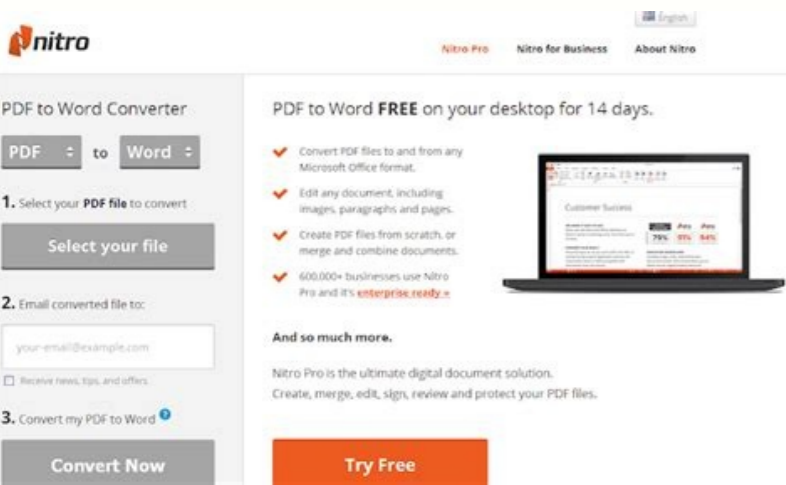 English
nitro
Nitro Pro
Nitro for Business
About Nitro
PDF to Word Converter
PDF to Word
1. Select your PDF file to convert
Select your file
2. Email converted file to:
your-email@example.com
Receive news, tips, and offers.
3. Convert my PDF to Word ?
Convert Now
PDF to Word FREE on your desktop for 14 days.
Convert PDF files to and from any
Microsoft Office format.
Edit any document, including
images, paragraphs and pages.
Create PDF files from scratch, or
merge and combine documents.
600,000+ businesses use Nitro
Pro and it's enterprise ready »
Customer Success
And so much more.
Nitro Pro is the ultimate digital document solution.
Create, merge, edit, sign, review and protect your PDF files.
Try Free